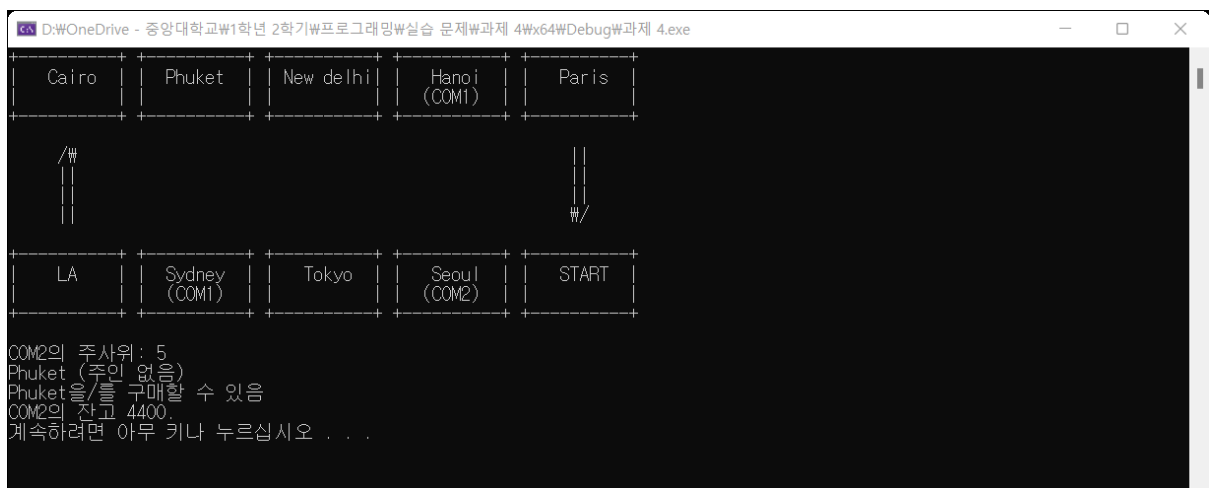 D:₩OneDrive - 중앙대학교₩1학년 2학기₩프로그래밍₩실습 문제₩과제 4₩x64₩Debug₩과제 4.exe
+----------+ +----------+ +----------+ +----------+ +----------+
| Cairo | | Phuket | | New delhi| | Hanoi | | Paris |
| | | | | | | (COM1) | | |
+----------+ +----------+ +----------+ +----------+ +----------+
/₩ ||
|| ||
|| ||
|| ₩/
+----------+ +----------+ +----------+ +----------+ +----------+
| LA | | Sydney | | Tokyo | | Seoul | | START |
| | | (COM1) | | | | (COM2) | | |
+----------+ +----------+ +----------+ +----------+ +----------+
COM2의 주사위: 5
Phuket (주인 없음)
Phuket을/를 구매할 수 있음
COM2의 잔고 4400.
계속하려면 아무 키나 누르십시오 . . .